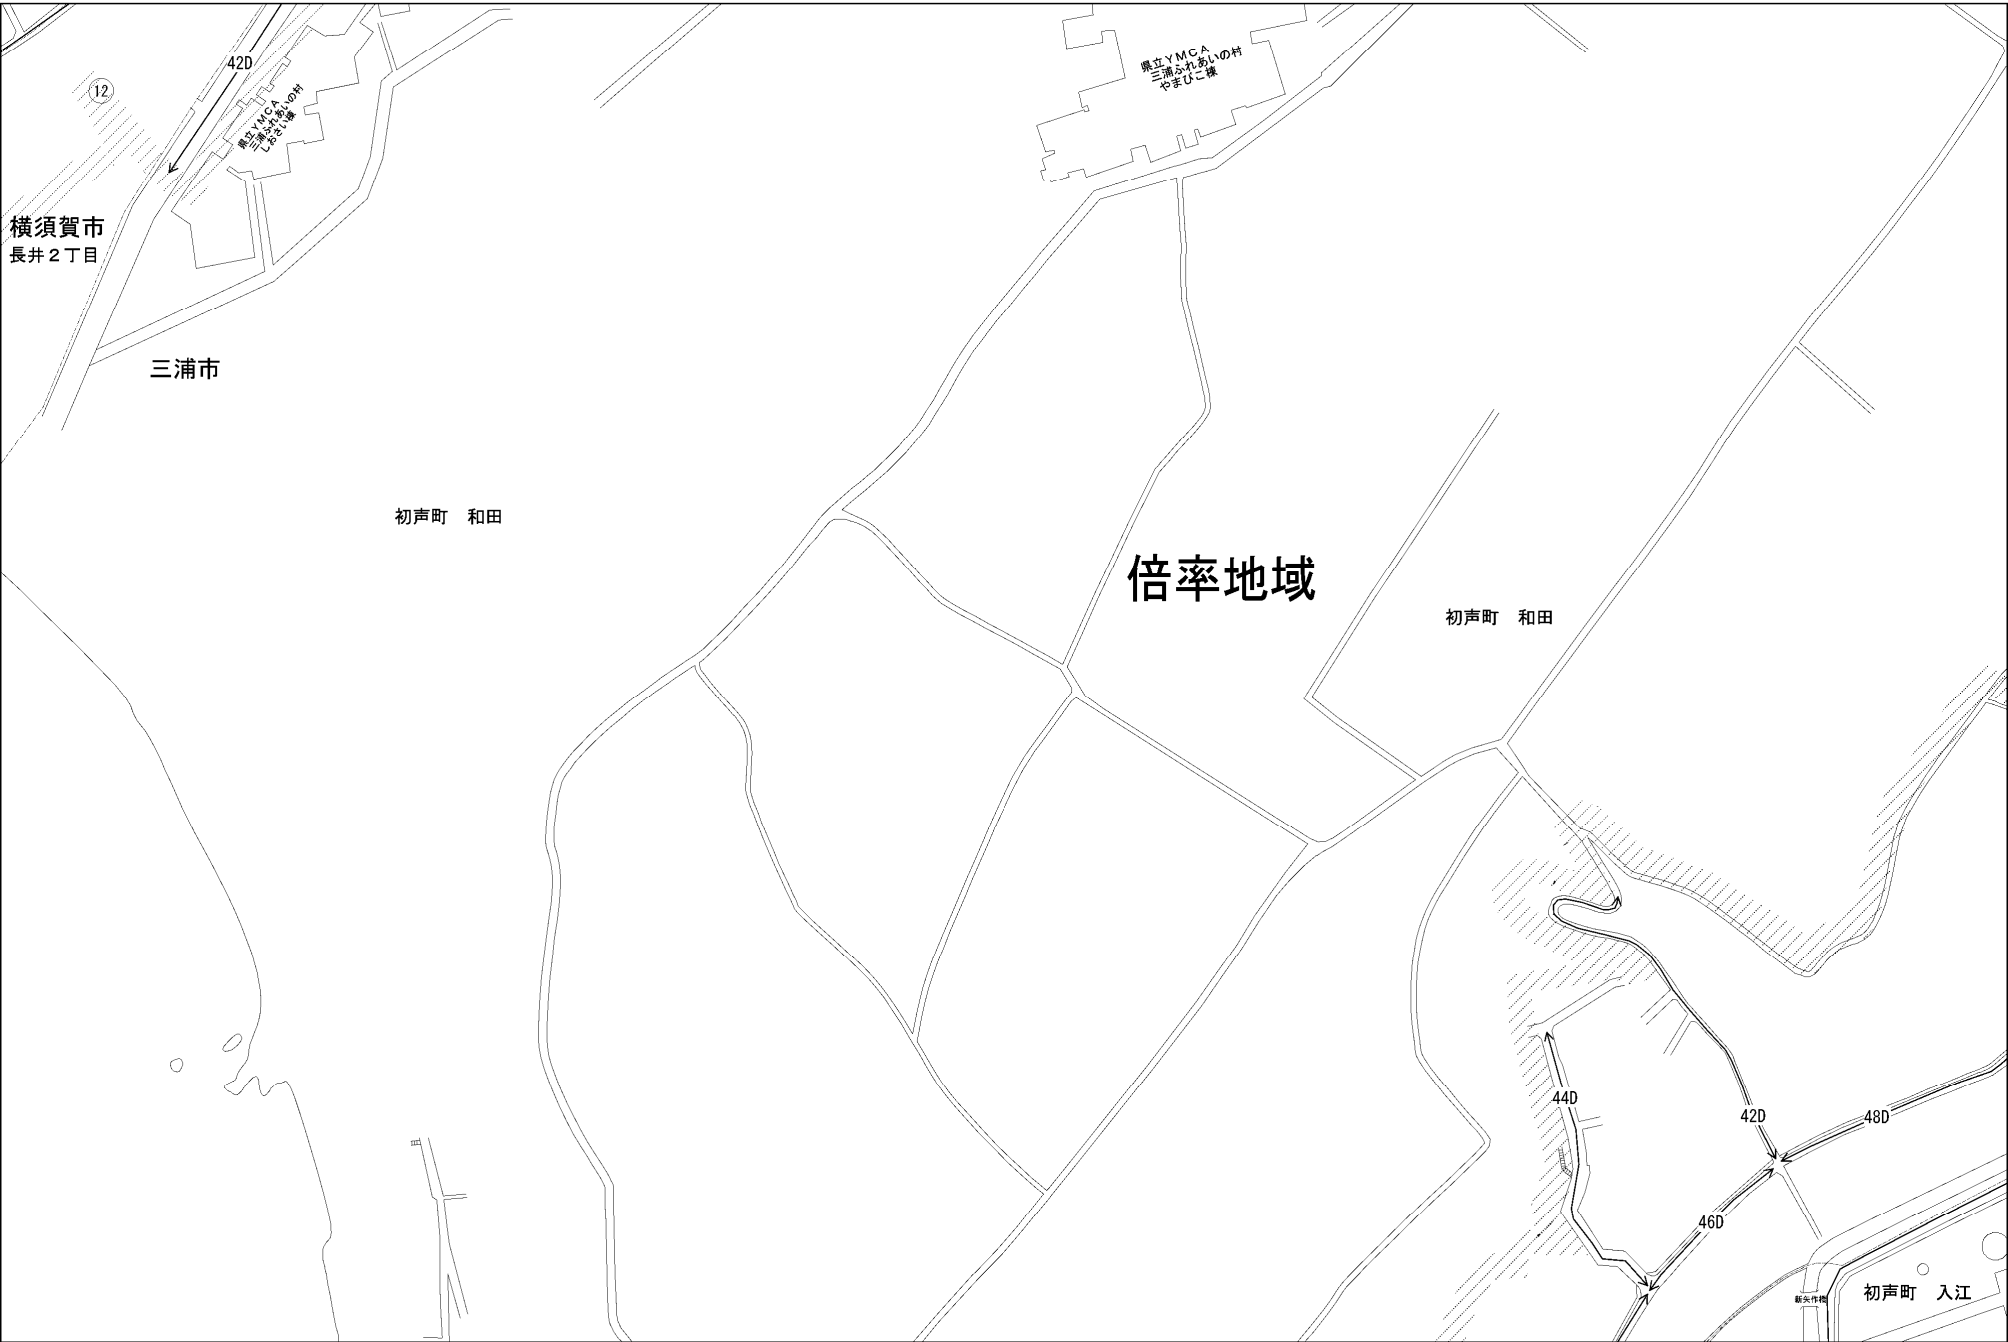 42D
12
県立YMCA
三浦ふれあいの村
しおさい棟
県立YMCA
三浦ふれあいの村
やまびこ棟
横須賀市
長井2丁目
三浦市
初声町 和田
倍率地域
初声町 和田
44D
42D
48D
46D
新矢作橋
初声町 入江